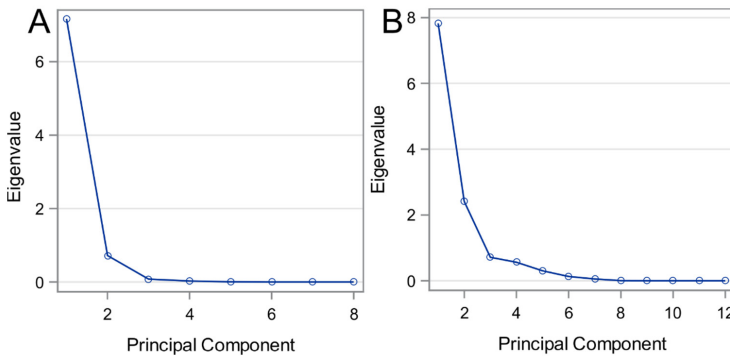 A
Eigenvalue
6
4
2
0
2 4 6 8
Principal Component
B
Eigenvalue
8
6
4
2
0
2 4 6 8 10 12
Principal Component